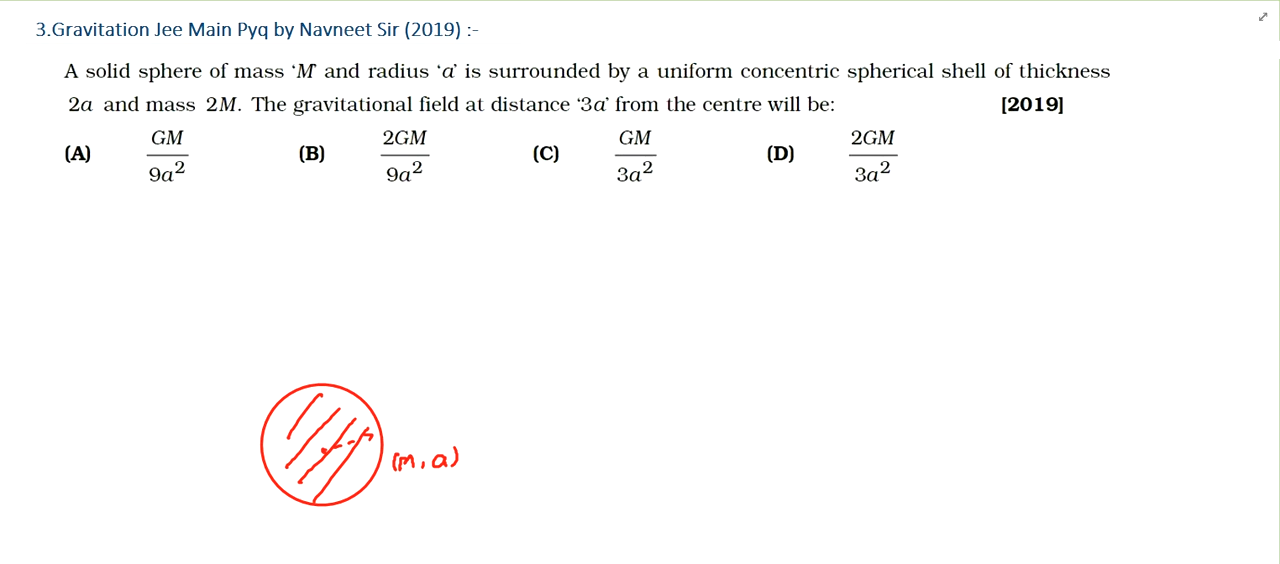 3.Gravitation Jee Main Pyq by Navneet Sir (2019) :-
A solid sphere of mass ‘M’ and radius ‘a’ is surrounded by a uniform concentric spherical shell of thickness
2a and mass 2M. The gravitational field at distance ‘3a’ from the centre will be: [2019]
(A) GM/9a² (B) 2GM/9a² (C) GM/3a² (D) 2GM/3a²
(m, a)